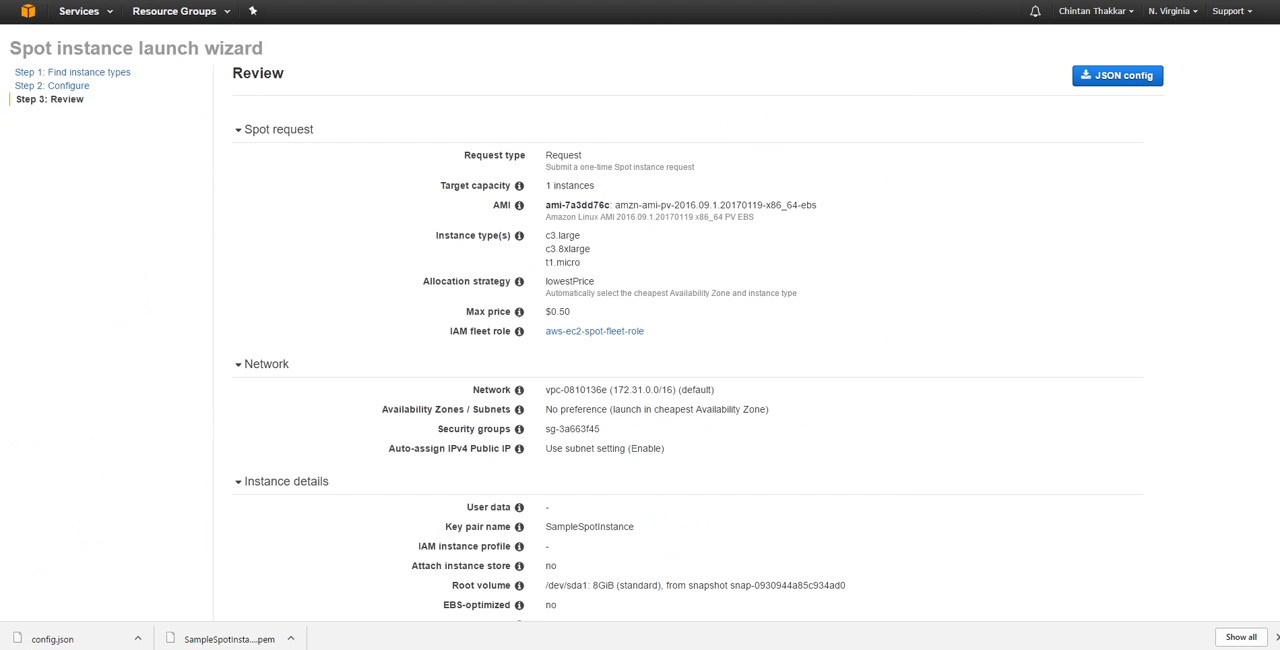 Services Resource Groups Chintan Thakkar N. Virginia Support
Spot instance launch wizard
Step 1: Find instance types
Step 2: Configure
Step 3: Review
Review
JSON config
Spot request
Request type Request
Submit a one-time Spot instance request
Target capacity 1 instances
AMI ami-7a3dd76c: amzn-ami-pv-2016.09.1.20170119-x86_64-ebs
Amazon Linux AMI 2016.09.1.20170119 x86_64 PV EBS
Instance type(s) c3.large
c3.8xlarge
t1.micro
Allocation strategy lowestPrice
Automatically select the cheapest Availability Zone and instance type
Max price $0.50
IAM fleet role aws-ec2-spot-fleet-role
Network
Network vpc-0810136e (172.31.0.0/16) (default)
Availability Zones / Subnets No preference (launch in cheapest Availability Zone)
Security groups sg-3a663f45
Auto-assign IPv4 Public IP Use subnet setting (Enable)
Instance details
User data -
Key pair name SampleSpotInstance
IAM instance profile -
Attach instance store no
Root volume /dev/sda1: 8GiB (standard), from snapshot snap-0930944a85c934ad0
EBS-optimized no
config.json SampleSpotInsta....pem Show all